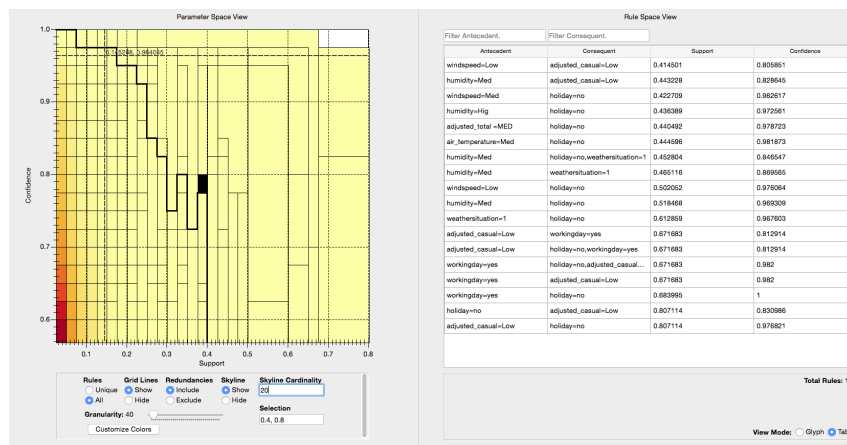 Parameter Space View
0.145288, 0.964045
1.0
0.9
0.8
0.7
0.6
Confidence
0.1 0.2 0.3 0.4 0.5 0.6 0.7 0.8
Support
Rules Grid Lines Redundancies Skyline Skyline Cardinality
Unique Show Include Show 20
All Hide Exclude Hide
Selection
Granularity: 40
0.4, 0.8
Customize Colors
Rule Space View
Filter Antecedent. Filter Consequent.
Antecedent Consequent Support Confidence
windspeed=Low adjusted_casual=Low 0.414501 0.805851
humidity=Med adjusted_casual=Low 0.443228 0.828645
windspeed=Med holiday=no 0.422709 0.962617
humidity=Hig holiday=no 0.436389 0.972561
adjusted_total =MED holiday=no 0.440492 0.978723
air_temperature=Med holiday=no 0.444596 0.981873
humidity=Med holiday=no,weathersituation=1 0.452804 0.846547
humidity=Med weathersituation=1 0.465116 0.869565
windspeed=Low holiday=no 0.502052 0.976064
humidity=Med holiday=no 0.518468 0.969309
weathersituation=1 holiday=no 0.612859 0.967603
adjusted_casual=Low workingday=yes 0.671683 0.812914
adjusted_casual=Low holiday=no,workingday=yes 0.671683 0.812914
workingday=yes holiday=no,adjusted_casual... 0.671683 0.982
workingday=yes adjusted_casual=Low 0.671683 0.982
workingday=yes holiday=no 0.683995 1
holiday=no adjusted_casual=Low 0.807114 0.830986
adjusted_casual=Low holiday=no 0.807114 0.976821
Total Rules: 1
View Mode: Glyph Tab